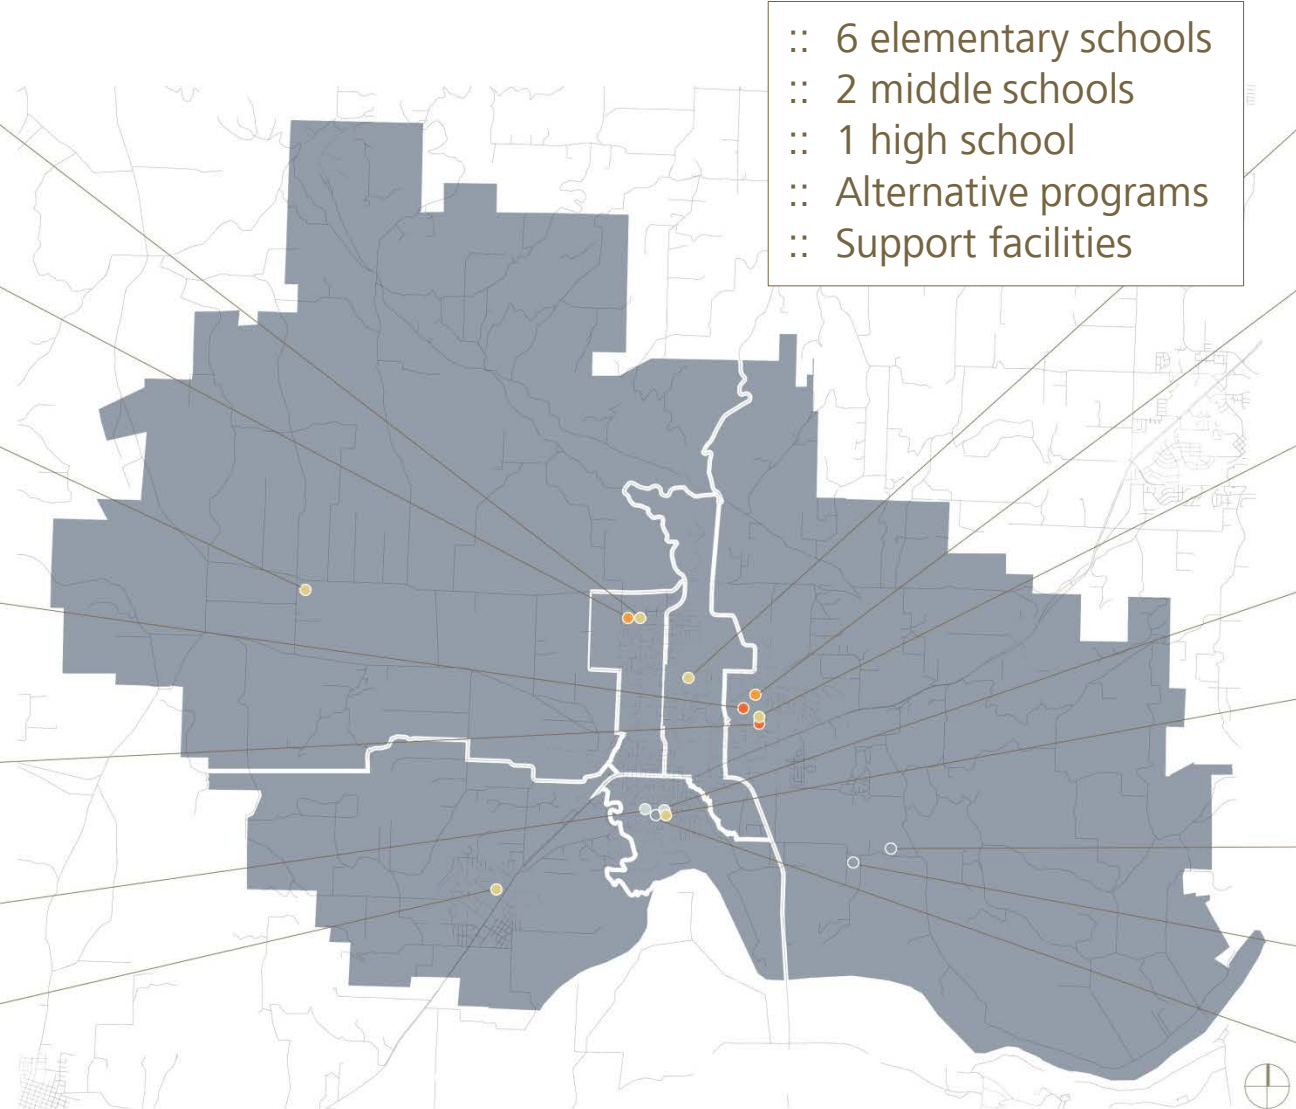 :: 6 elementary schools
:: 2 middle schools
:: 1 high school
:: Alternative programs
:: Support facilities